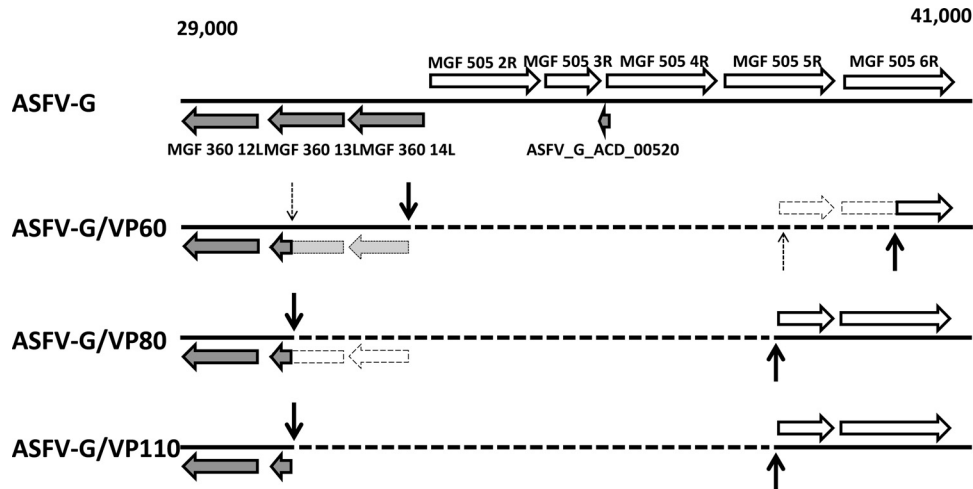 29,000
41,000
MGF 505 2R
MGF 505 3R
MGF 505 4R
MGF 505 5R
MGF 505 6R
ASFV-G
MGF 360 12L
MGF 360 13L
MGF 360 14L
ASFV_G_ACD_00520
ASFV-G/VP60
ASFV-G/VP80
ASFV-G/VP110